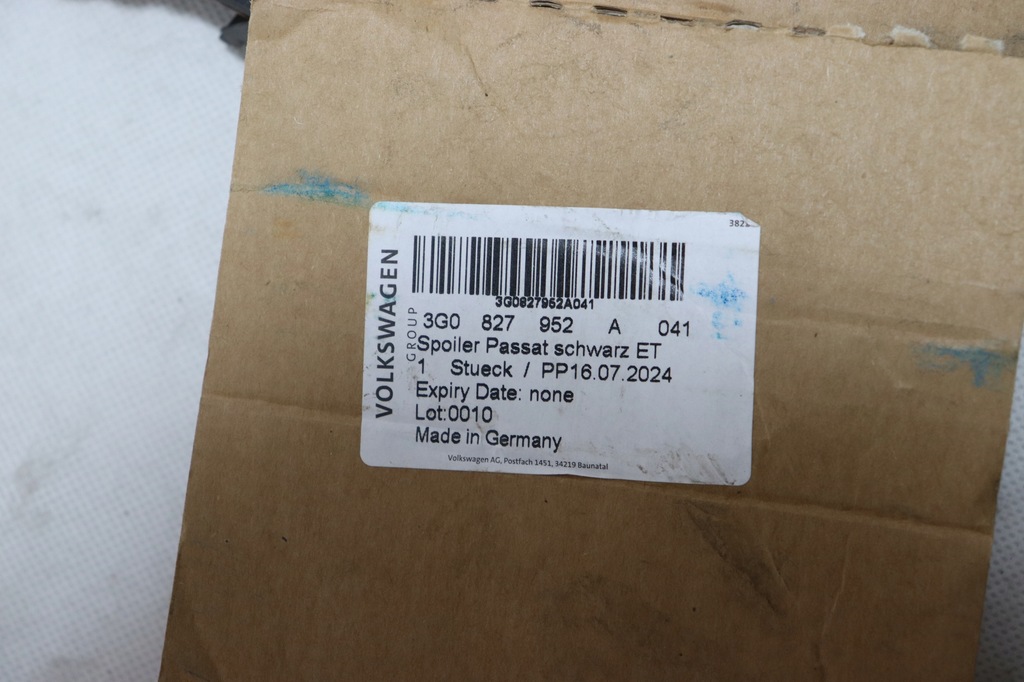 VOLKSWAGEN
GROUP
3G0827952A041
3G0 827 952 A 041
Spoiler Passat schwarz ET
1 Stueck / PP16.07.2024
Expiry Date: none
Lot:0010
Made in Germany
Volkswagen AG, Postfach 1451, 34219 Baunatal